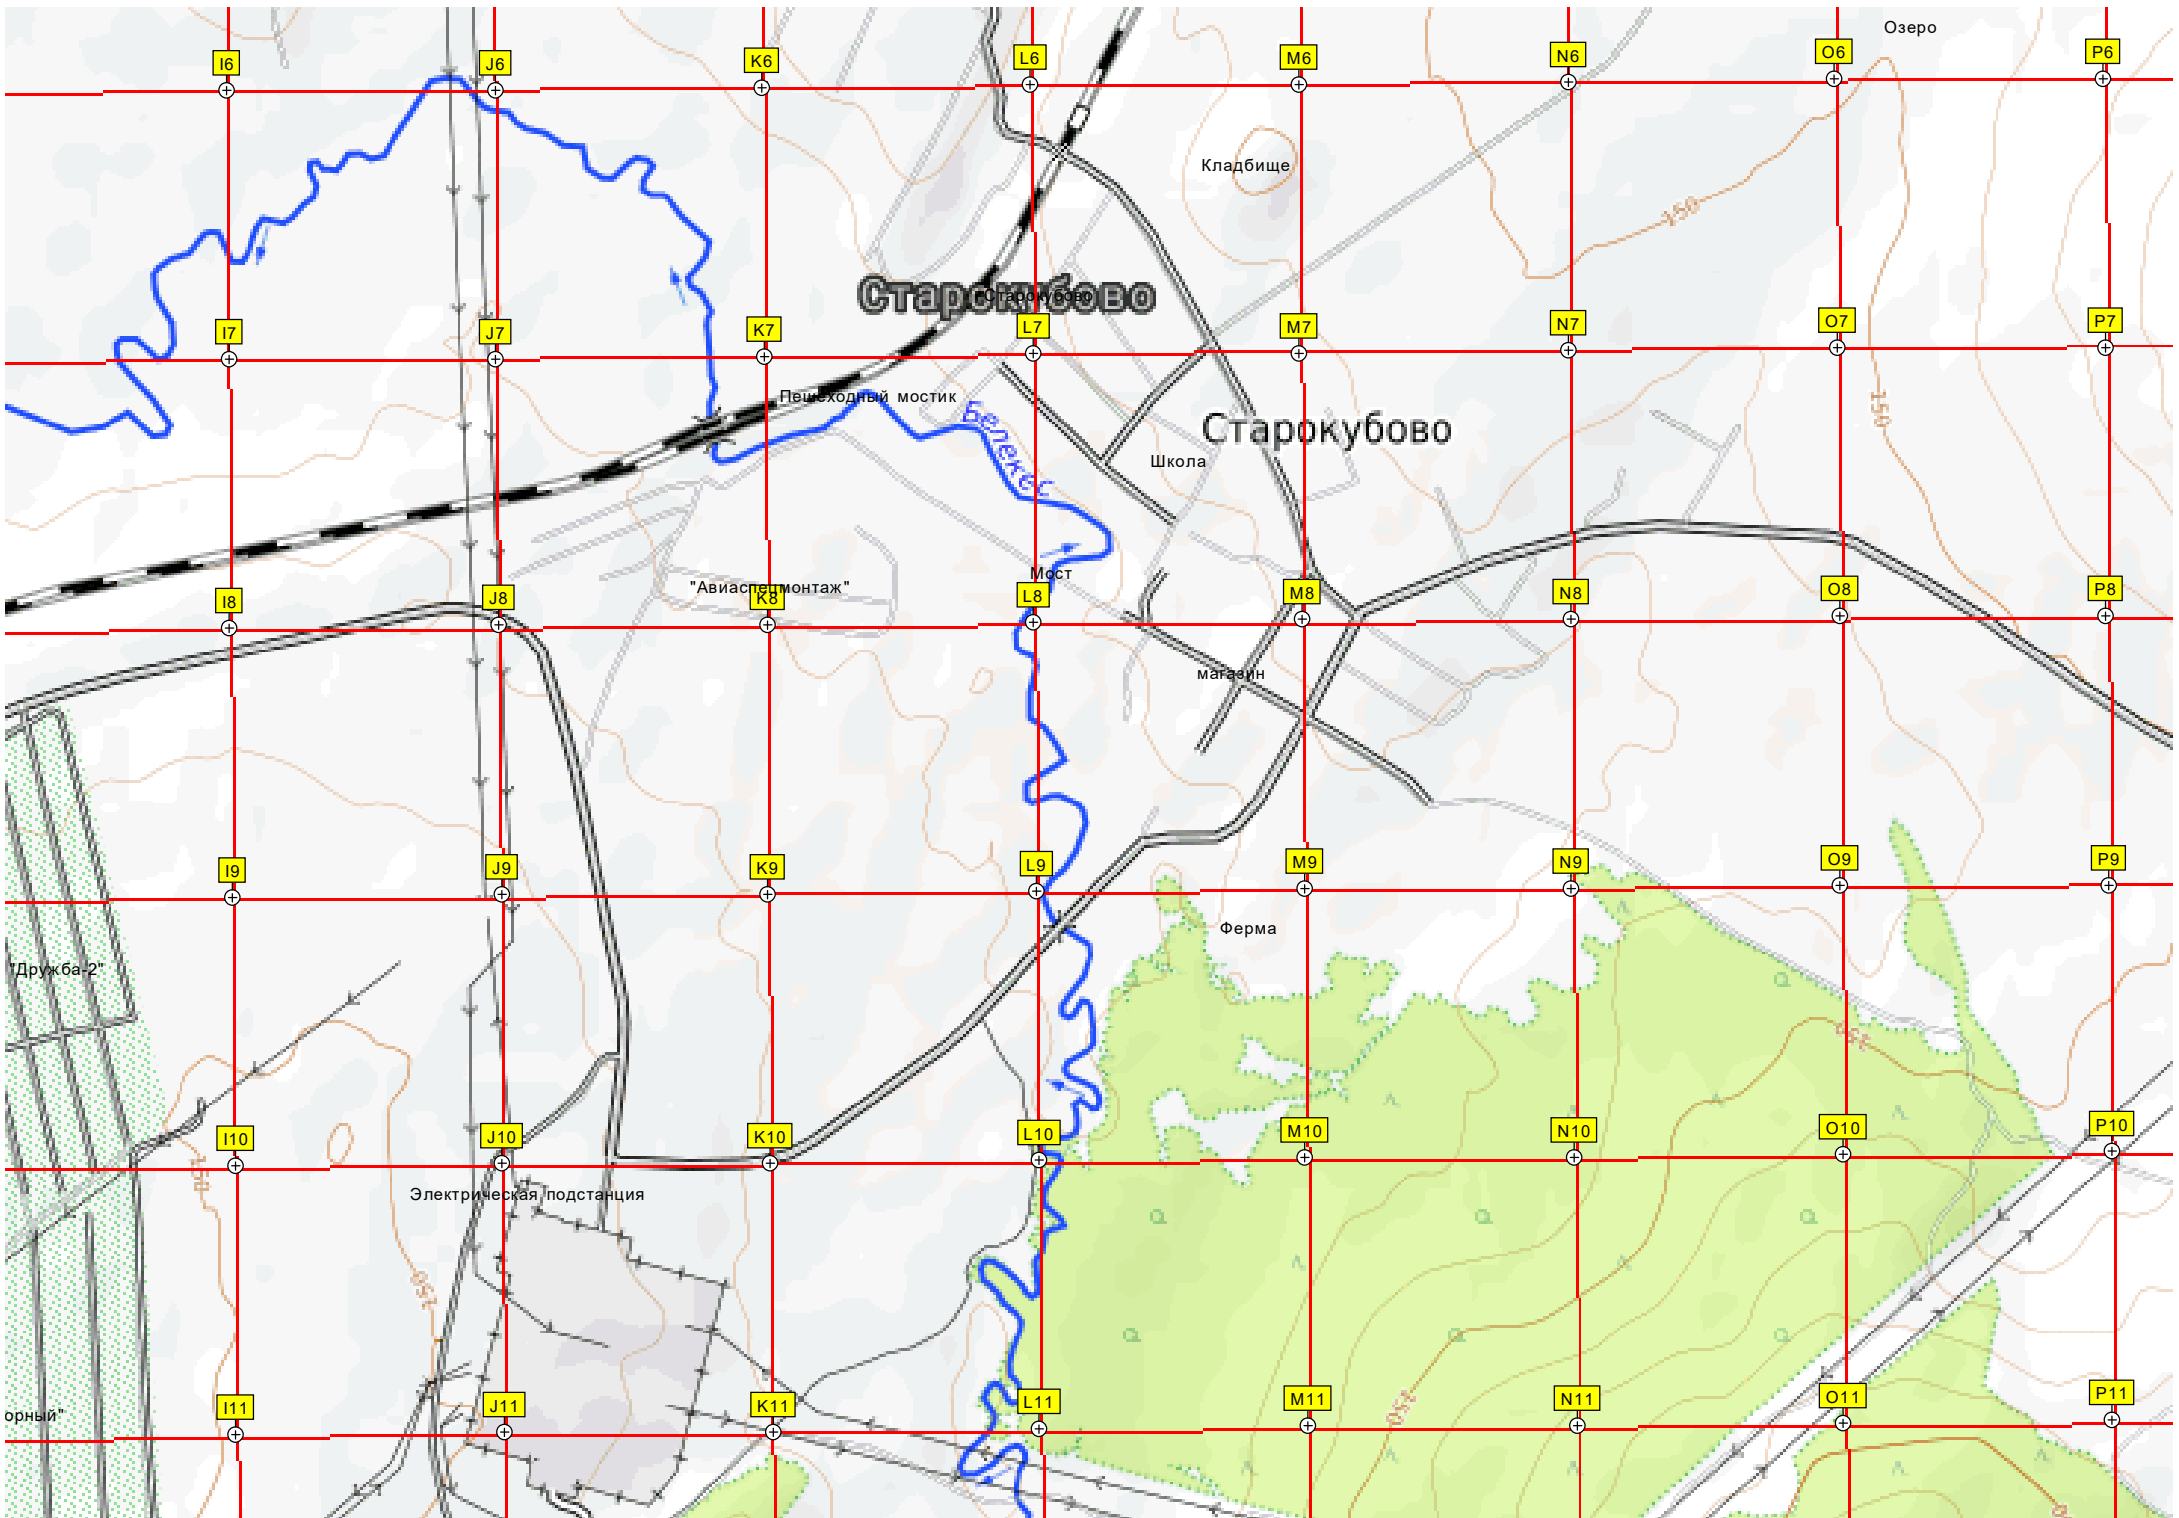 Озеро
I6 J6 K6 L6 M6 N6 O6 P6
Кладбище
150
Старокубово
Старокубово
I7 J7 K7 L7 M7 N7 O7 P7
Пешеходный мостик
Белекес
150
Старокубово
Школа
Мост
"Авиаспецмонтаж"
I8 J8 K8 L8 M8 N8 O8 P8
магазин
I9 J9 K9 L9 M9 N9 O9 P9
Ферма
"Дружба-2"
150
I10 J10 K10 L10 M10 N10 O10 P10
150
Электрическая подстанция
150
I11 J11 K11 L11 M11 N11 O11 P11
орный"
150